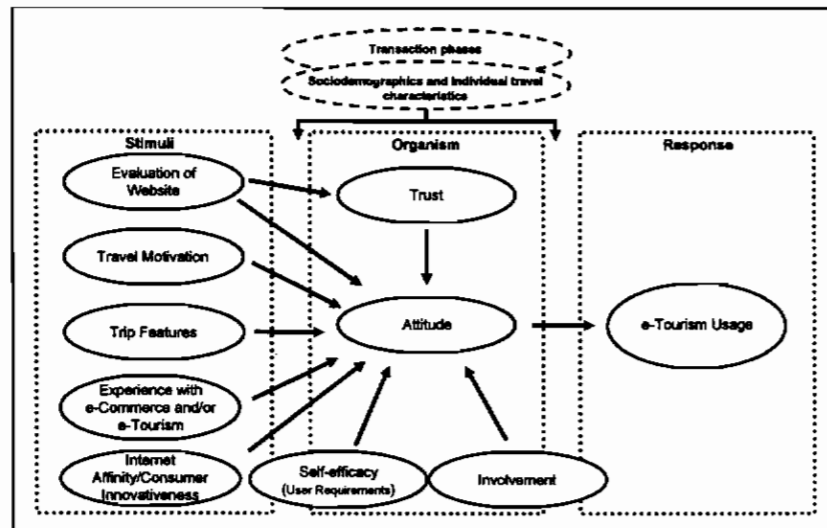 Transaction phases
Sociodemographics and individual travel
characteristics
Stimuli
Organism
Response
Evaluation of
Website
Trust
Travel Motivation
Trip Features
Attitude
e-Tourism Usage
Experience with
e-Commerce and/or
e-Tourism
Internet
Affinity/Consumer
Innovativeness
Self-efficacy
(User Requirements)
Involvement